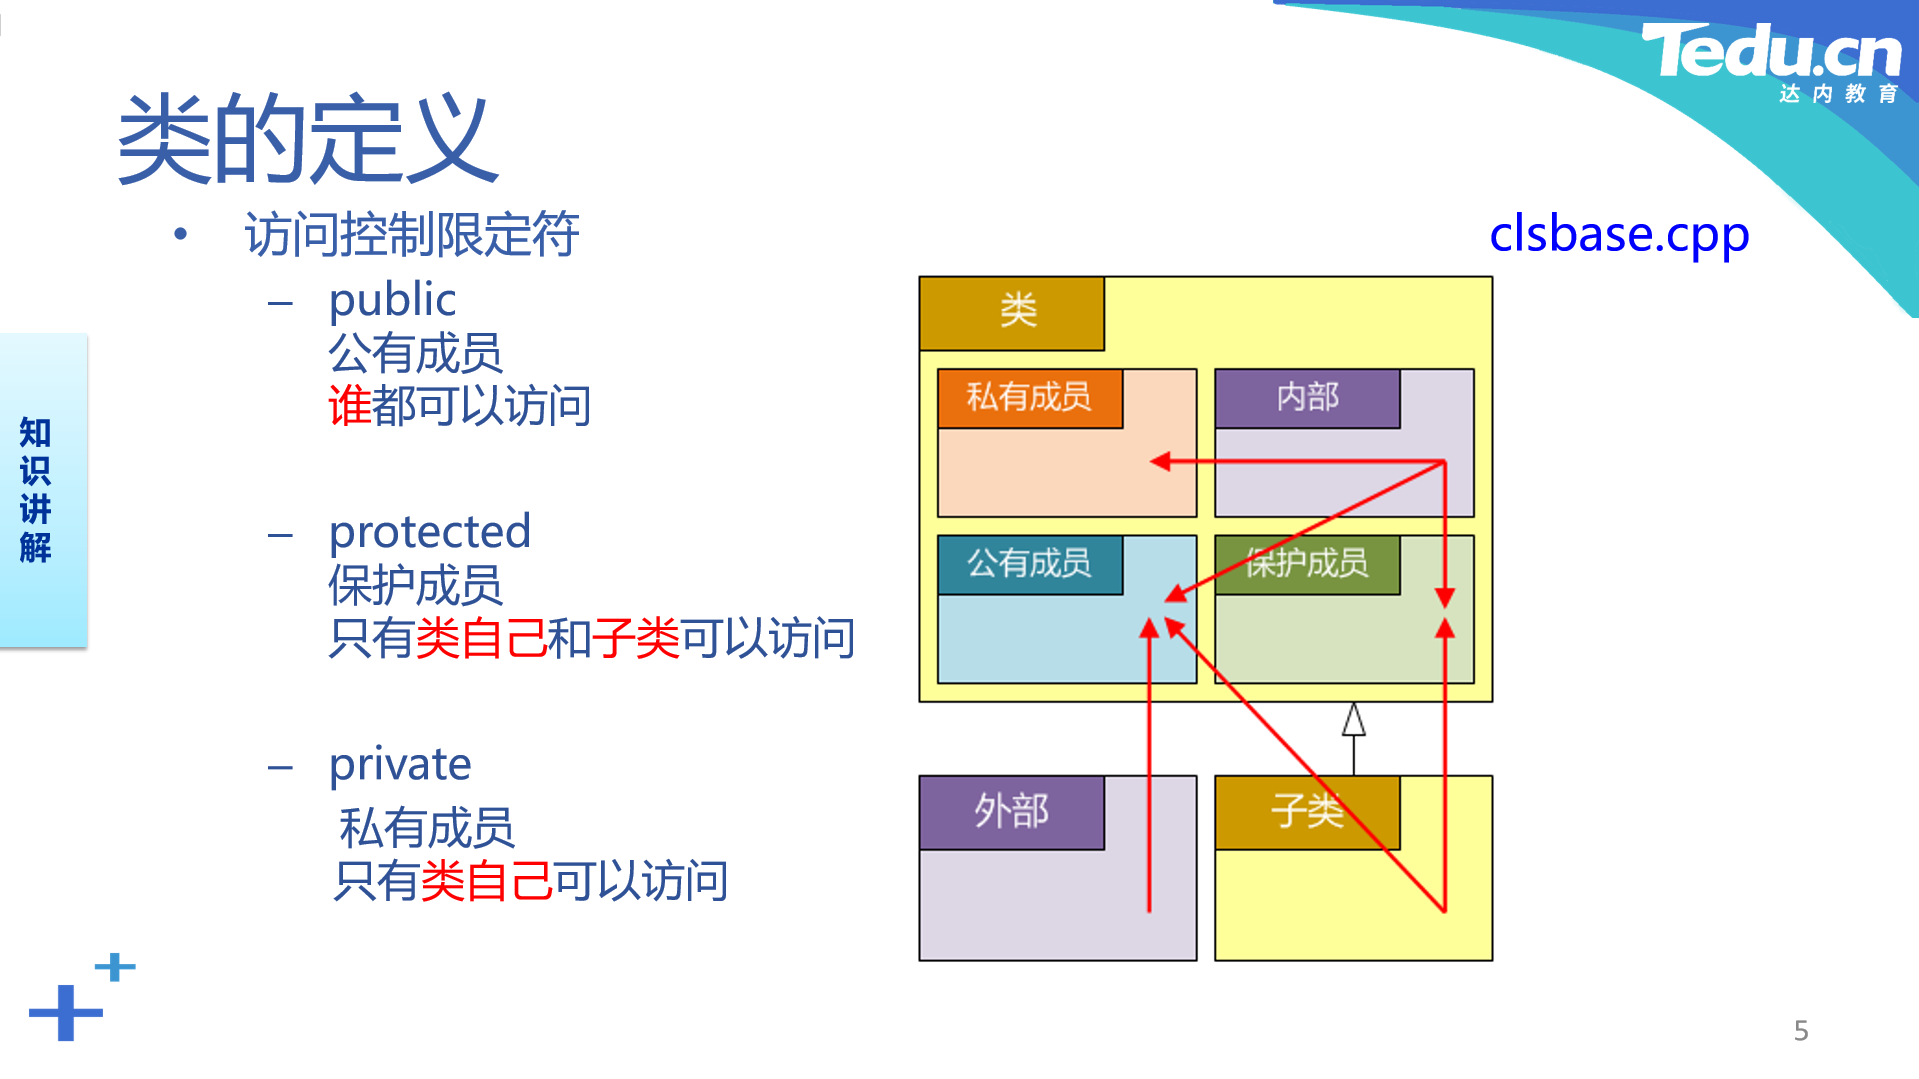 Tedu.cn
达内教育
类的定义
• 访问控制限定符
clsbase.cpp
– public
公有成员
谁都可以访问
– protected
保护成员
只有类自己和子类可以访问
– private
私有成员
只有类自己可以访问
知
识
讲
解
类
私有成员
内部
公有成员
保护成员
外部
子类
5